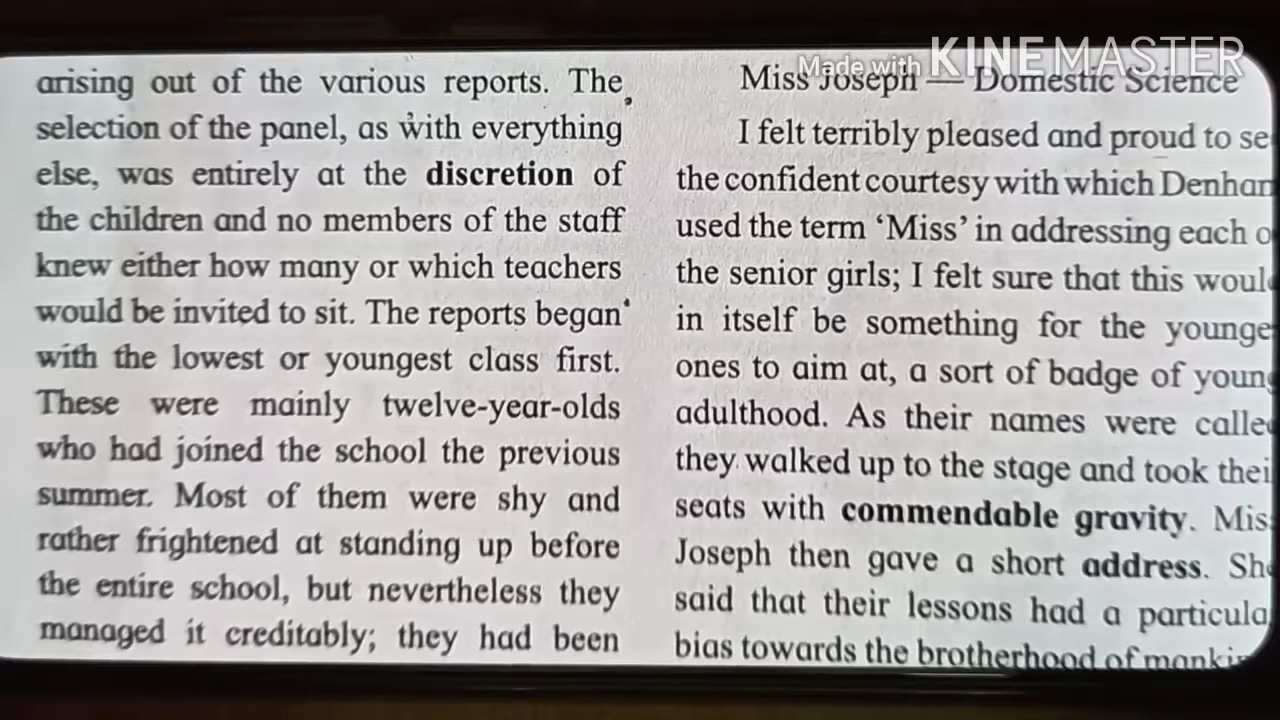 arising out of the various reports. The
selection of the panel, as with everything
else, was entirely at the discretion of
the children and no members of the staff
knew either how many or which teachers
would be invited to sit. The reports began
with the lowest or youngest class first.
These were mainly twelve-year-olds
who had joined the school the previous
summer. Most of them were shy and
rather frightened at standing up before
the entire school, but nevertheless they
managed it creditably; they had been
Made with KINEMASTER
Miss Joseph — Domestic Science
I felt terribly pleased and proud to se
the confident courtesy with which Denham
used the term ‘Miss’ in addressing each o
the senior girls; I felt sure that this woul
in itself be something for the younge
ones to aim at, a sort of badge of young
adulthood. As their names were calle
they walked up to the stage and took thei
seats with commendable gravity. Mis
Joseph then gave a short address. She
said that their lessons had a particula
bias towards the brotherhood of